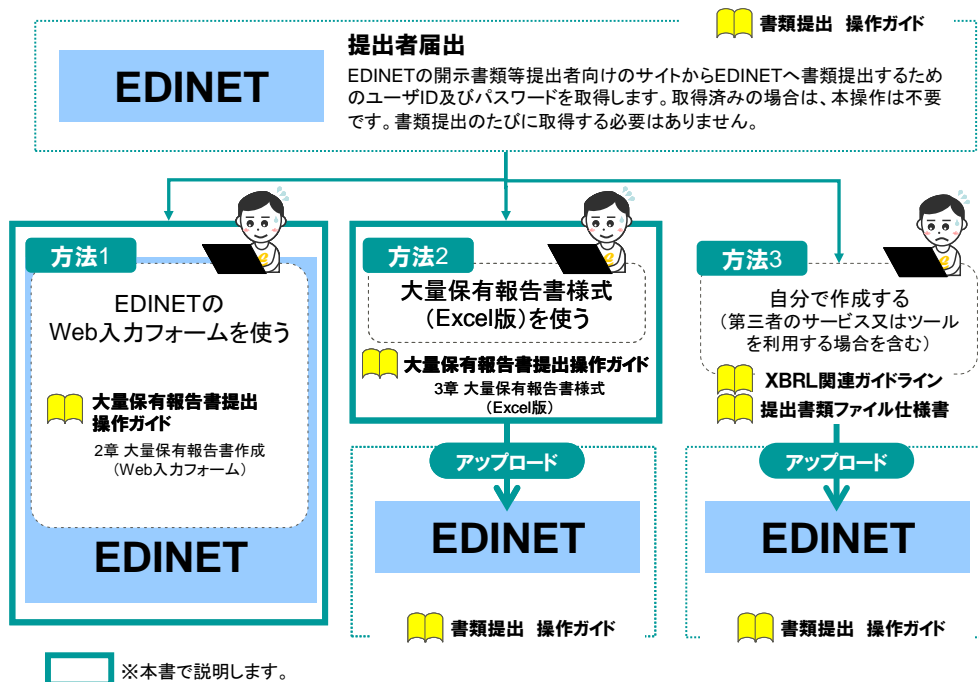 書類提出 操作ガイド
EDINET
提出者届出
EDINETの開示書類等提出者向けのサイトからEDINETへ書類提出するため
のユーザID及びパスワードを取得します。取得済みの場合は、本操作は不要
です。書類提出のたびに取得する必要はありません。
方法1
EDINETの
Web入力フォームを使う
大量保有報告書提出
操作ガイド
2章 大量保有報告書作成
(Web入力フォーム)
EDINET
方法2
大量保有報告書様式
(Excel版)を使う
大量保有報告書提出操作ガイド
3章 大量保有報告書様式
(Excel版)
アップロード
EDINET
書類提出 操作ガイド
方法3
自分で作成する
(第三者のサービス又はツール
を利用する場合を含む)
XBRL関連ガイドライン
提出書類ファイル仕様書
アップロード
EDINET
書類提出 操作ガイド
※本書で説明します。